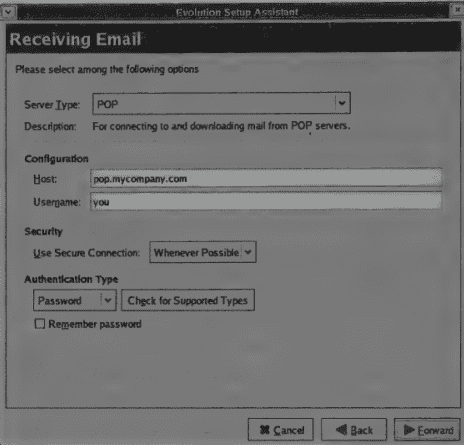 Evolution Setup Assistant
Receiving Email
Please select among the following options
Server Type: POP
Description: For connecting to and downloading mail from POP servers.
Configuration
Host: pop.mycompany.com
Username: you
Security
Use Secure Connection: Whenever Possible
Authentication Type
Password Check for Supported Types
Remember password
Cancel Back Forward